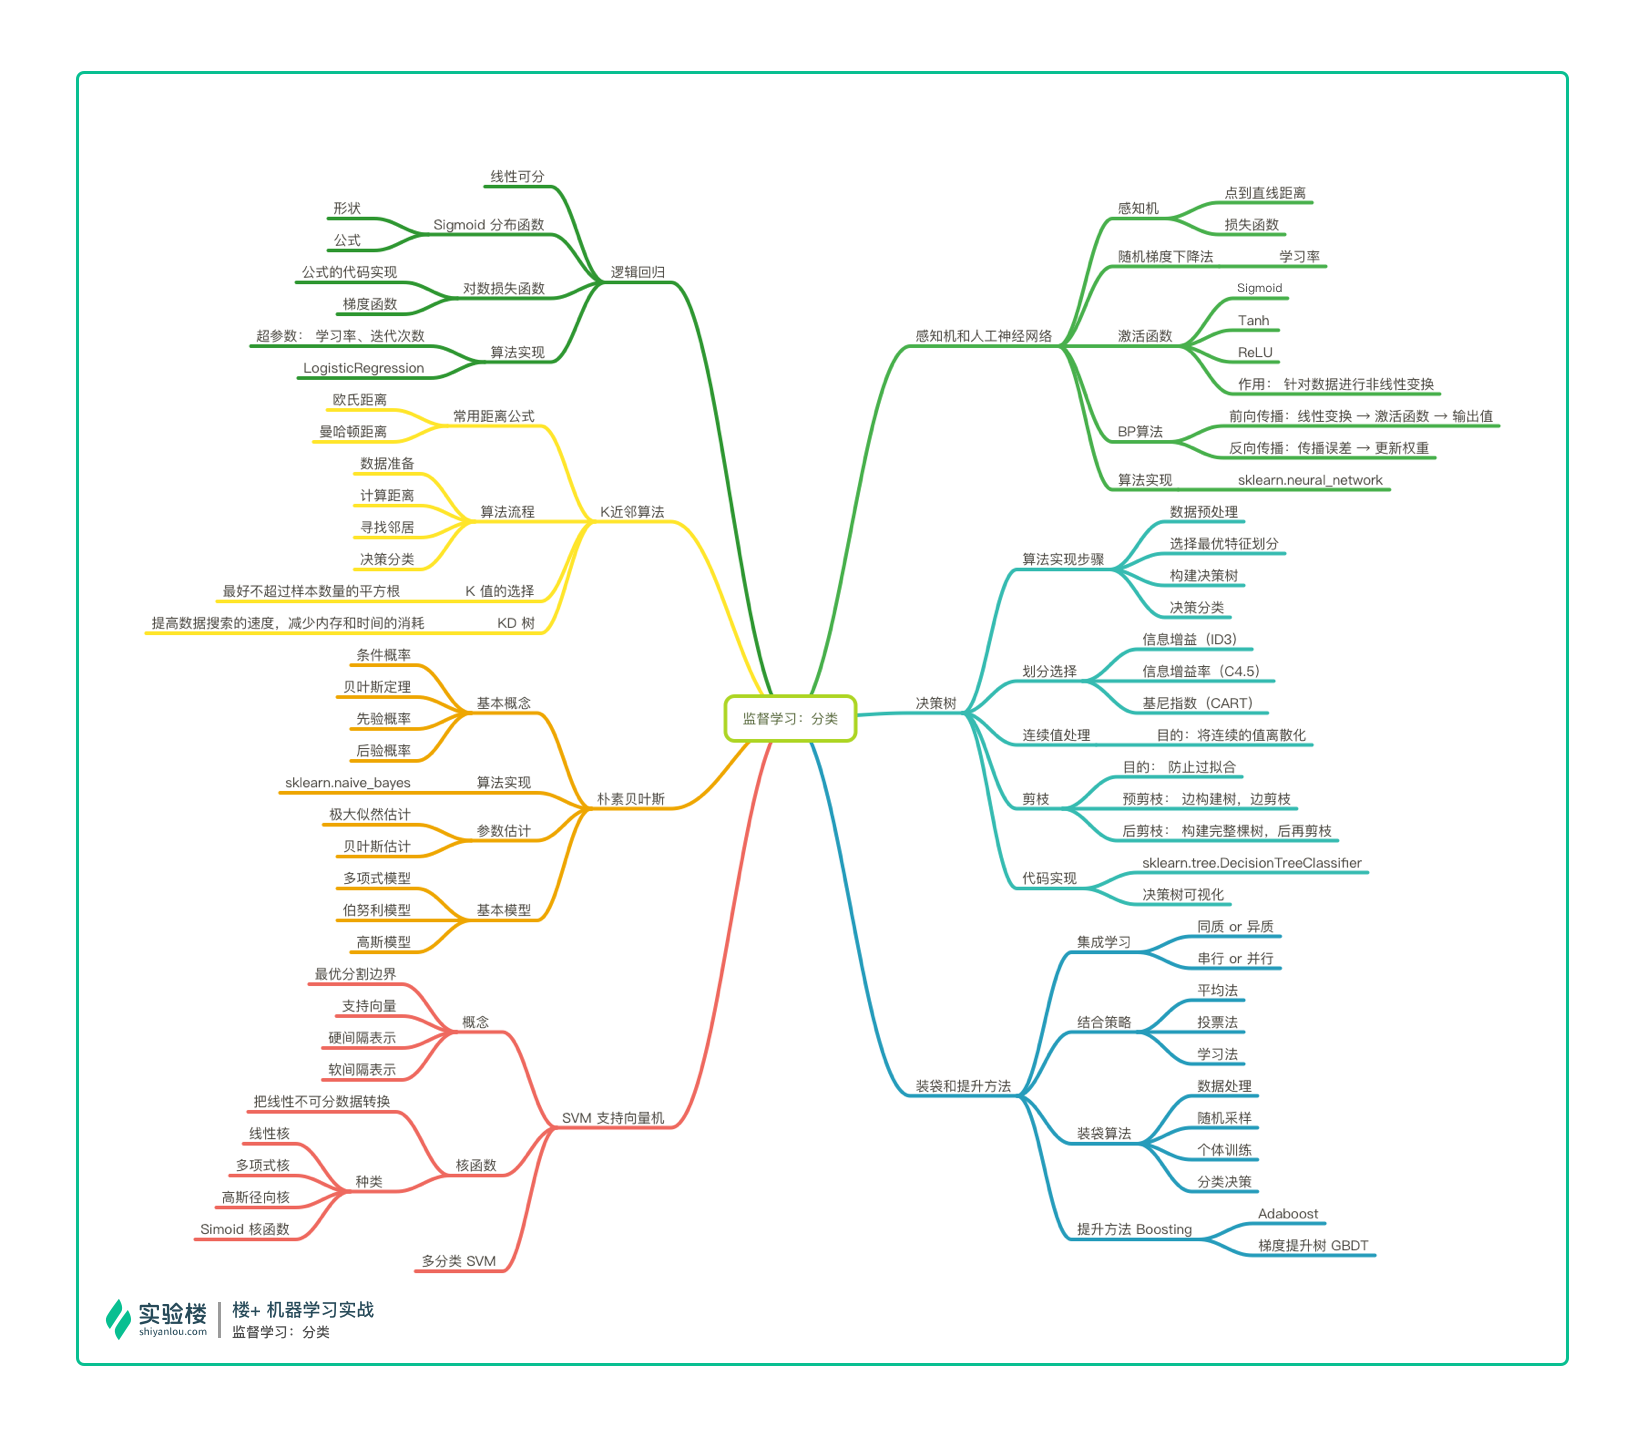 监督学习：分类
逻辑回归
线性可分
Sigmoid 分布函数
形状
公式
对数损失函数
公式的代码实现
梯度函数
算法实现
超参数： 学习率、迭代次数
LogisticRegression
K近邻算法
常用距离公式
欧氏距离
曼哈顿距离
算法流程
数据准备
计算距离
寻找邻居
决策分类
K 值的选择
最好不超过样本数量的平方根
KD 树
提高数据搜索的速度，减少内存和时间的消耗
朴素贝叶斯
基本概念
条件概率
贝叶斯定理
先验概率
后验概率
算法实现
sklearn.naive_bayes
参数估计
极大似然估计
贝叶斯估计
基本模型
多项式模型
伯努利模型
高斯模型
SVM 支持向量机
概念
最优分割边界
支持向量
硬间隔表示
软间隔表示
核函数
把线性不可分数据转换
种类
线性核
多项式核
高斯径向核
Simoid 核函数
多分类 SVM
感知机和人工神经网络
感知机
点到直线距离
损失函数
随机梯度下降法
学习率
激活函数
Sigmoid
Tanh
ReLU
作用： 针对数据进行非线性变换
BP算法
前向传播：线性变换 → 激活函数 → 输出值
反向传播：传播误差 → 更新权重
算法实现
sklearn.neural_network
决策树
算法实现步骤
数据预处理
选择最优特征划分
构建决策树
决策分类
划分选择
信息增益（ID3）
信息增益率（C4.5）
基尼指数（CART）
连续值处理
目的：将连续的值离散化
剪枝
目的： 防止过拟合
预剪枝： 边构建树，边剪枝
后剪枝： 构建完整棵树，后再剪枝
代码实现
sklearn.tree.DecisionTreeClassifier
决策树可视化
装袋和提升方法
集成学习
同质 or 异质
串行 or 并行
结合策略
平均法
投票法
学习法
装袋算法
数据处理
随机采样
个体训练
分类决策
提升方法 Boosting
Adaboost
梯度提升树 GBDT
实验楼
shiyanlou.com
楼+ 机器学习实战
监督学习：分类